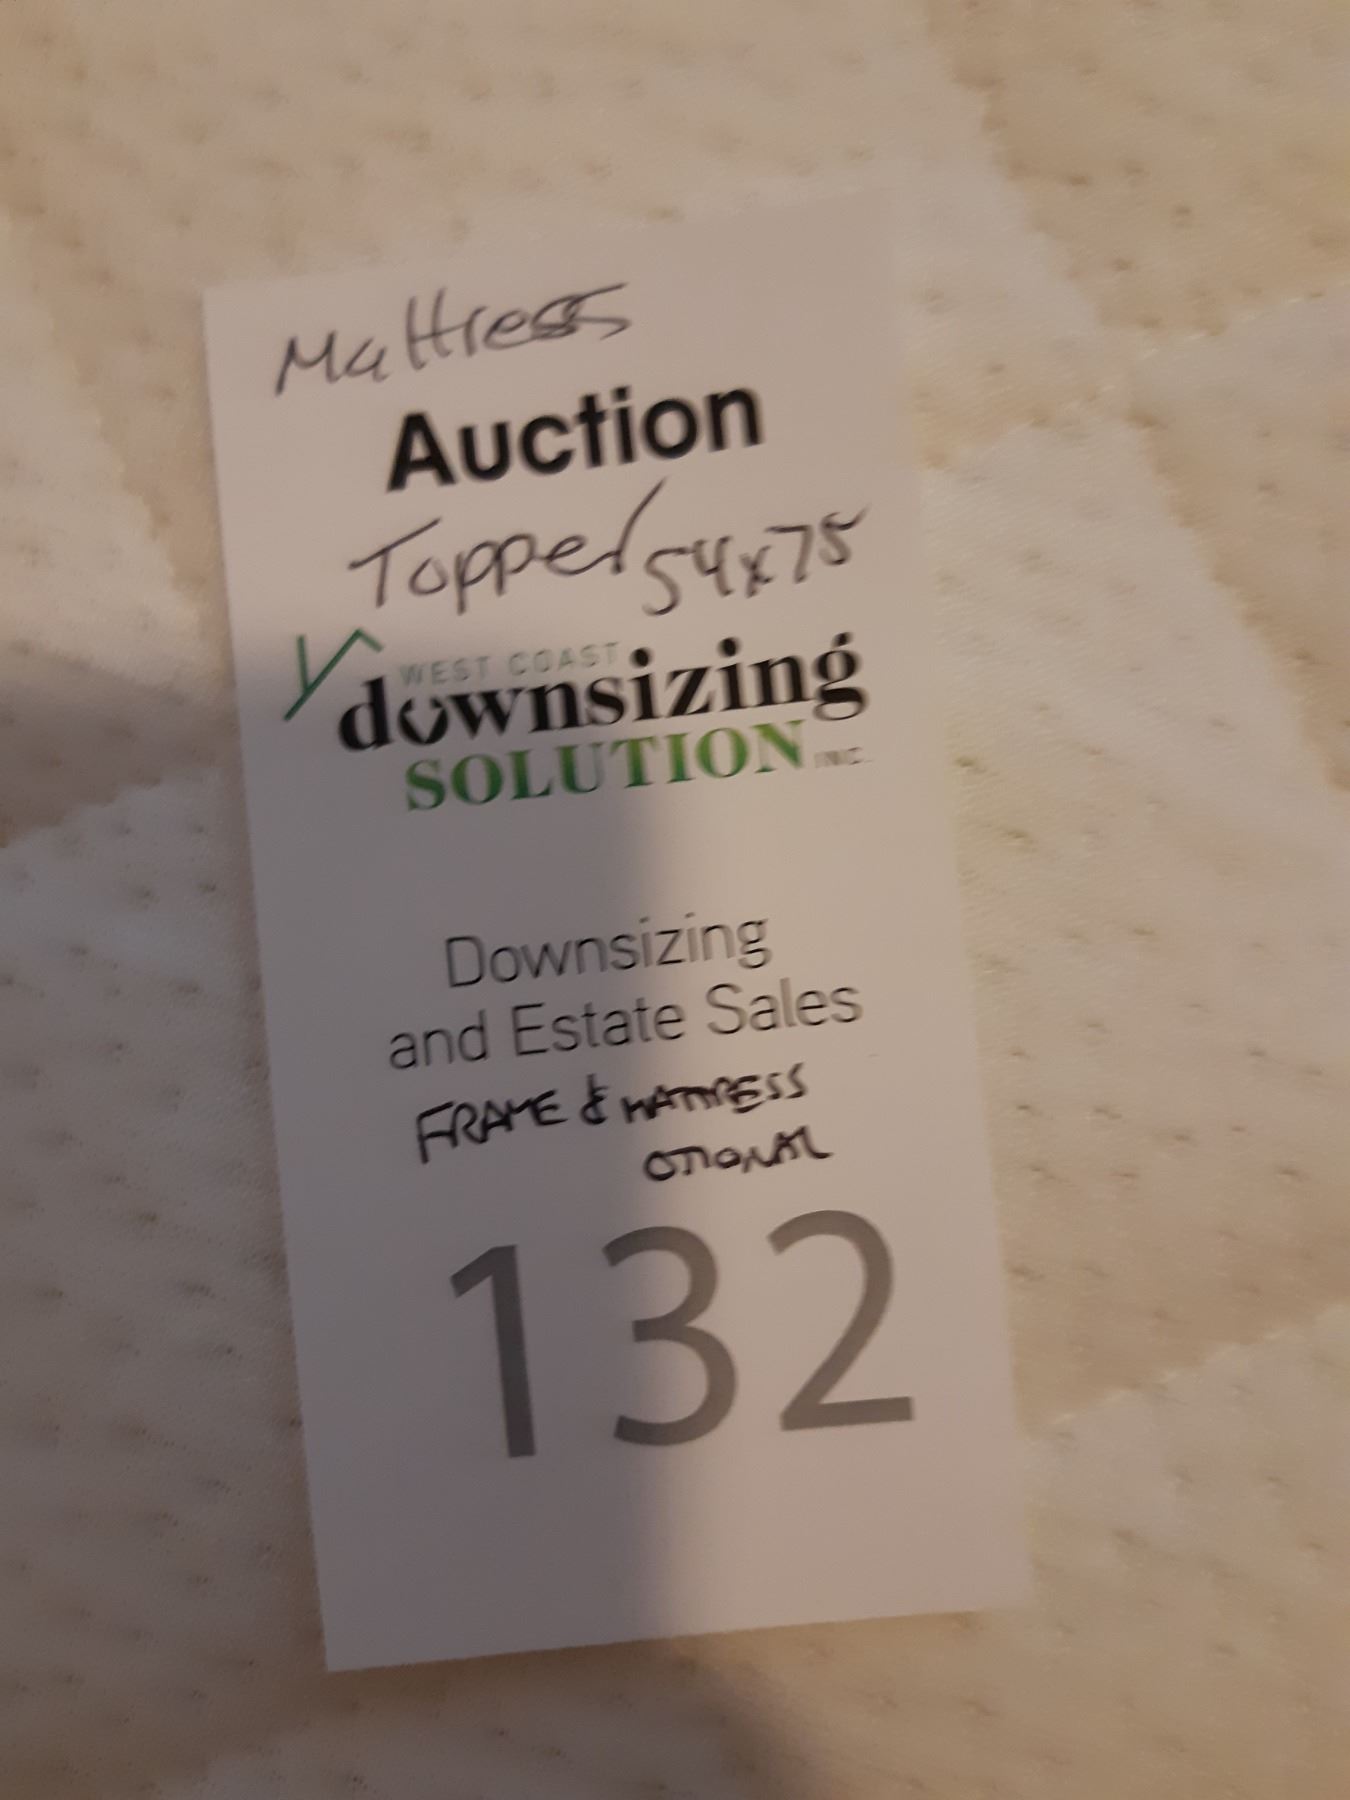 Mattress
Auction
Topper 54x75
WEST COAST
downsizing
SOLUTION INC.
Downsizing
and Estate Sales
FRAME & MATTRESS
OTIONAL
132